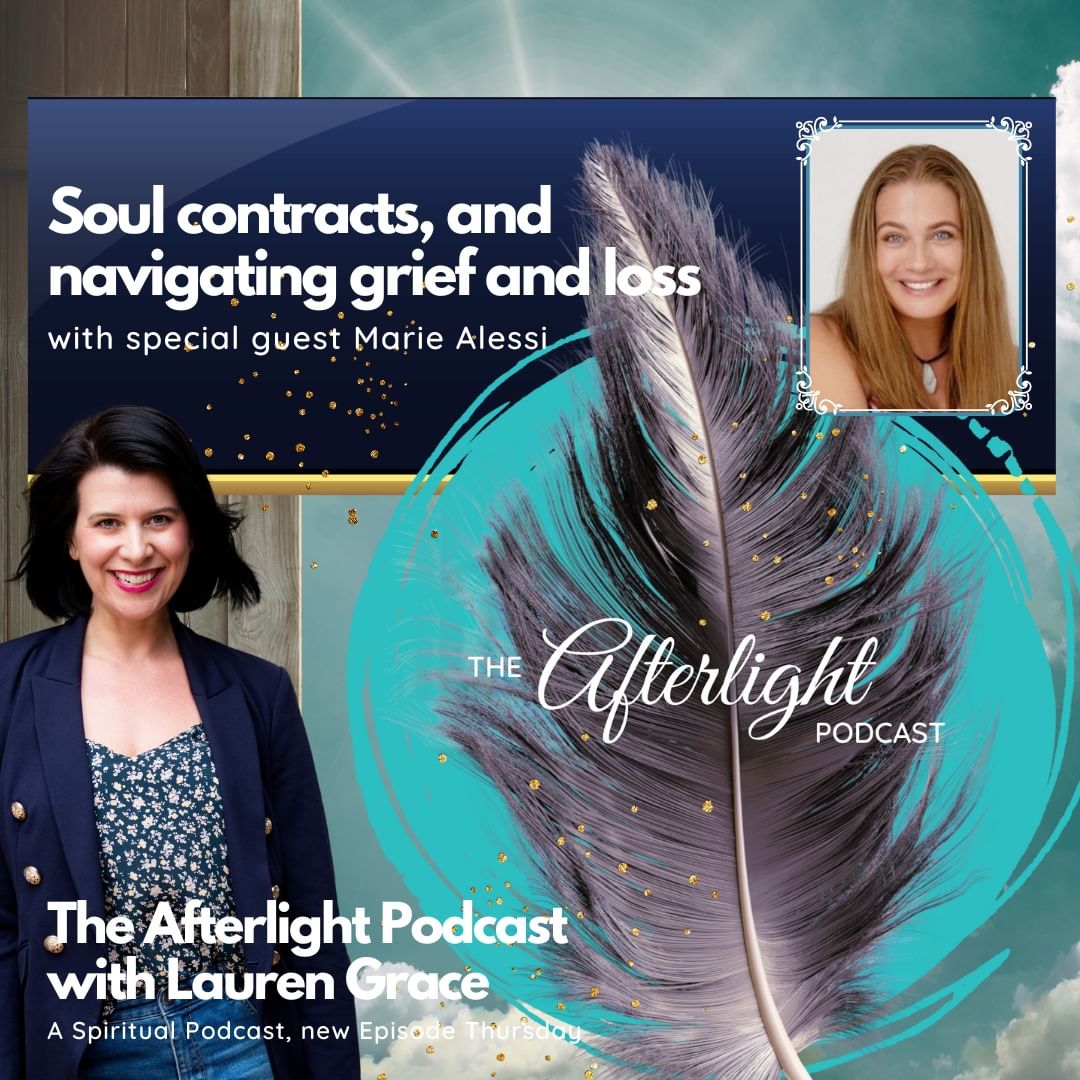 Soul contracts, and
navigating grief and loss
with special guest Marie Alessi
THE Afterlight
PODCAST
The Afterlight Podcast
with Lauren Grace
A Spiritual Podcast, new Episode Thursday